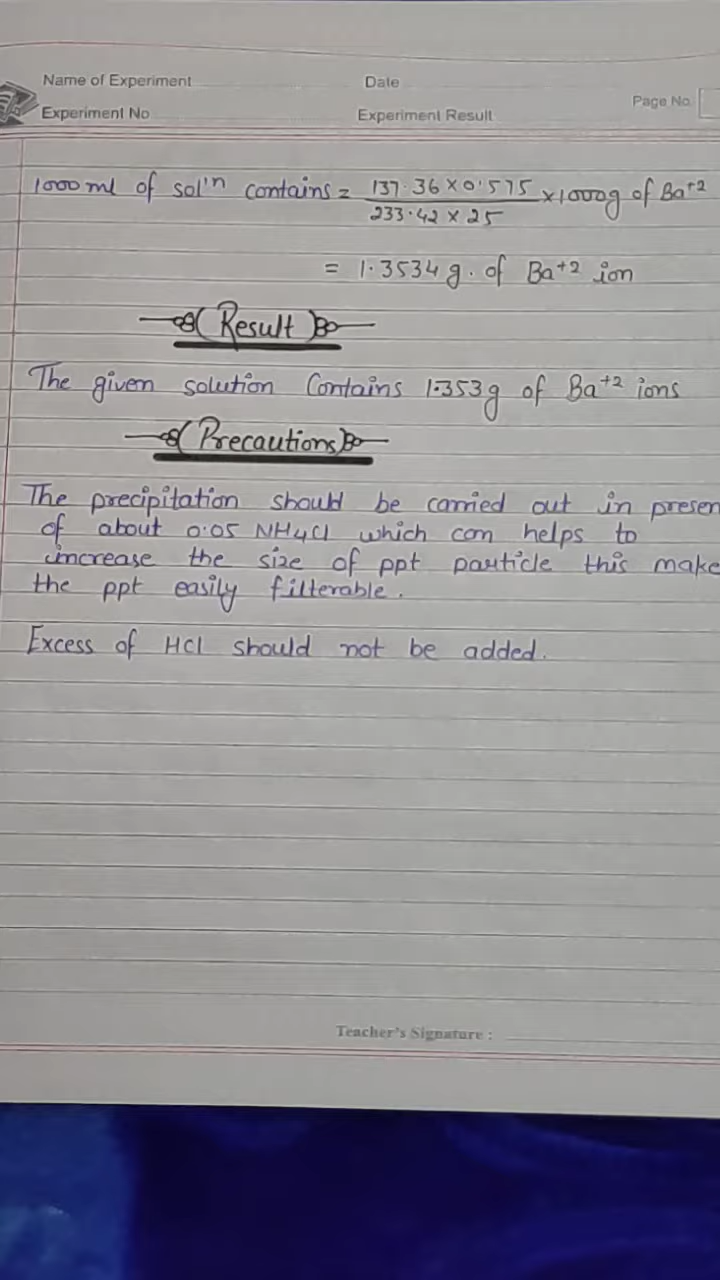 Name of Experiment Date
Page No.
Experiment No Experiment Result
1000 ml of sol'n contains = 137.36 × 0.575 / 233.42 × 25 × 1000g of Ba+2
= 1.3534 g. of Ba+2 ion
Result
The given solution Contains 1.353g of Ba+2 ions
Precautions
The precipitation should be carried out in presen
of about 0.05 NH4Cl which can helps to
increase the size of ppt particle this make
the ppt easily filterable.
Excess of HCl should not be added.
Teacher's Signature :